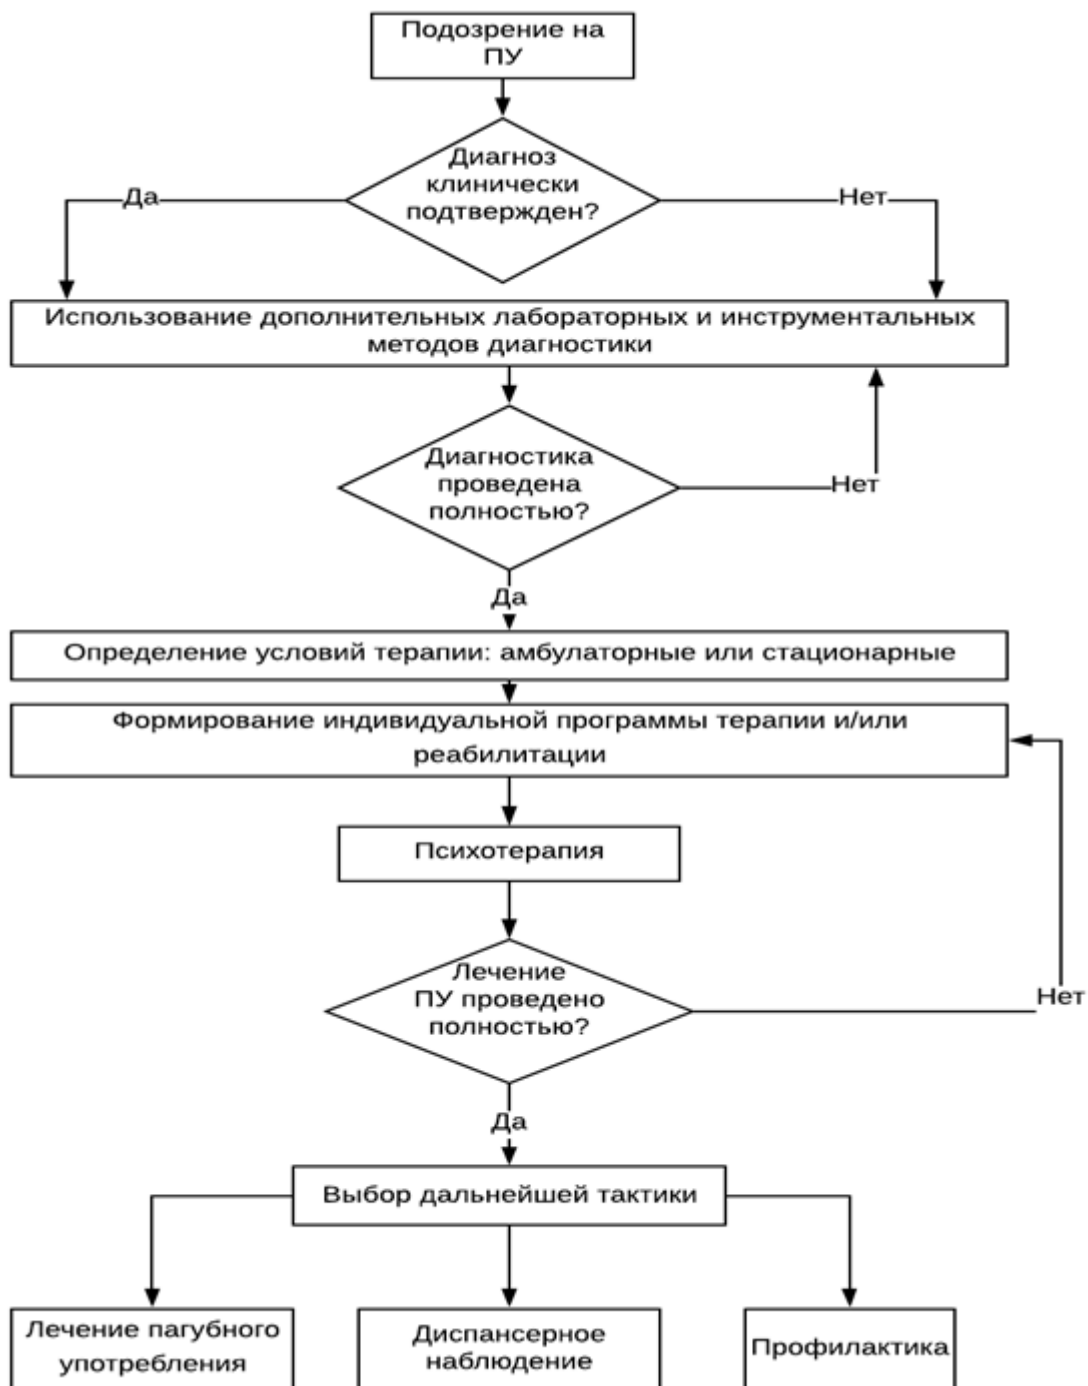 Подозрение на
ПУ
Диагноз
клинически
подтвержден?
Да
Нет
Использование дополнительных лабораторных и инструментальных
методов диагностики
Диагностика
проведена
полностью?
Нет
Да
Определение условий терапии: амбулаторные или стационарные
Формирование индивидуальной программы терапии и/или
реабилитации
Психотерапия
Лечение
ПУ проведено
полностью?
Нет
Да
Выбор дальнейшей тактики
Лечение пагубного
употребления
Диспансерное
наблюдение
Профилактика